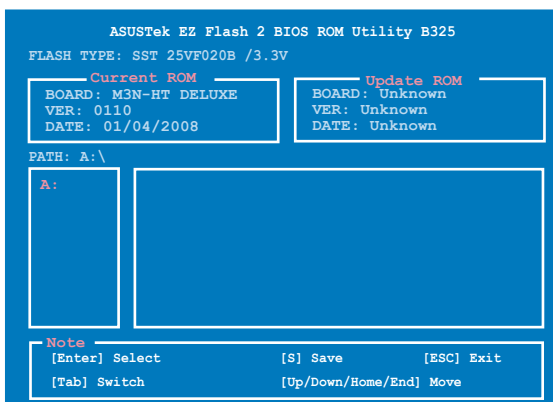 ASUSTek EZ Flash 2 BIOS ROM Utility B325
FLASH TYPE: SST 25VF020B /3.3V
Current ROM
BOARD: M3N-HT DELUXE
VER: 0110
DATE: 01/04/2008
Update ROM
BOARD: Unknown
VER: Unknown
DATE: Unknown
PATH: A:\
A:
Note
[Enter] Select [S] Save [ESC] Exit
[Tab] Switch [Up/Down/Home/End] Move